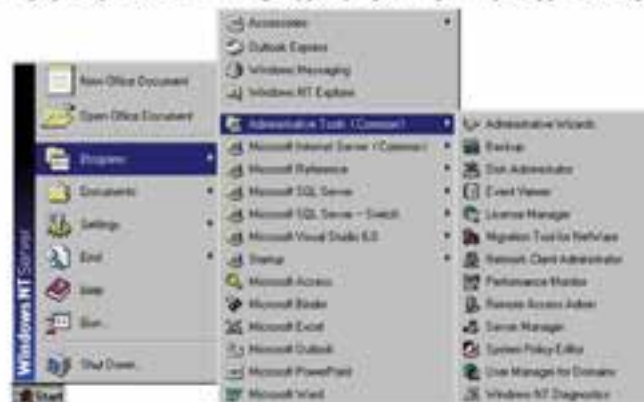 New Office Document
Open Office Document
Programs
Documents
Settings
Find
Help
Run...
Shut Down...
Windows NT Server
Start
Accessories
Outlook Express
Windows Messaging
Windows NT Explorer
Administrative Tools (Common)
Microsoft Internet Server (Common)
Microsoft Reference
Microsoft SQL Server
Microsoft SQL Server - Switch
Microsoft Visual Studio 6.0
Startup
Microsoft Access
Microsoft Binder
Microsoft Excel
Microsoft Outlook
Microsoft PowerPoint
Microsoft Word
Administrative Wizards
Backup
Disk Administrator
Event Viewer
License Manager
Migration Tool for NetWare
Network Client Administrator
Performance Monitor
Remote Access Admin
Server Manager
System Policy Editor
User Manager for Domains
Windows NT Diagnostics